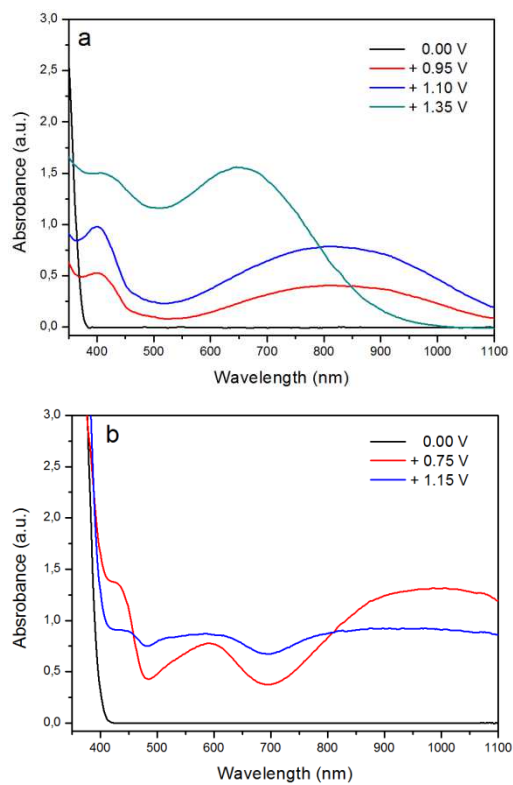 a
3,0
2,5
2,0
1,5
1,0
0,5
0,0
Absrobance (a.u.)
0.00 V
+ 0.95 V
+ 1.10 V
+ 1.35 V
400 500 600 700 800 900 1000 1100
Wavelength (nm)
b
3,0
2,5
2,0
1,5
1,0
0,5
0,0
Absrobance (a.u.)
0.00 V
+ 0.75 V
+ 1.15 V
400 500 600 700 800 900 1000 1100
Wavelength (nm)